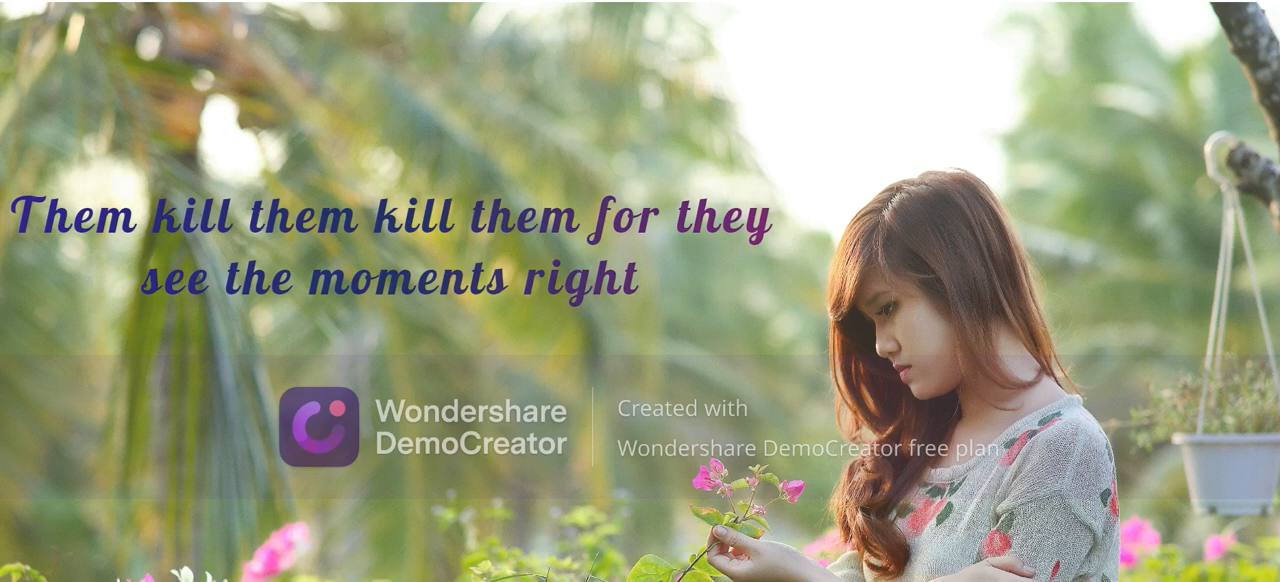 Them kill them kill them for they
see the moments right
Wondershare
DemoCreator
Created with
Wondershare DemoCreator free plan